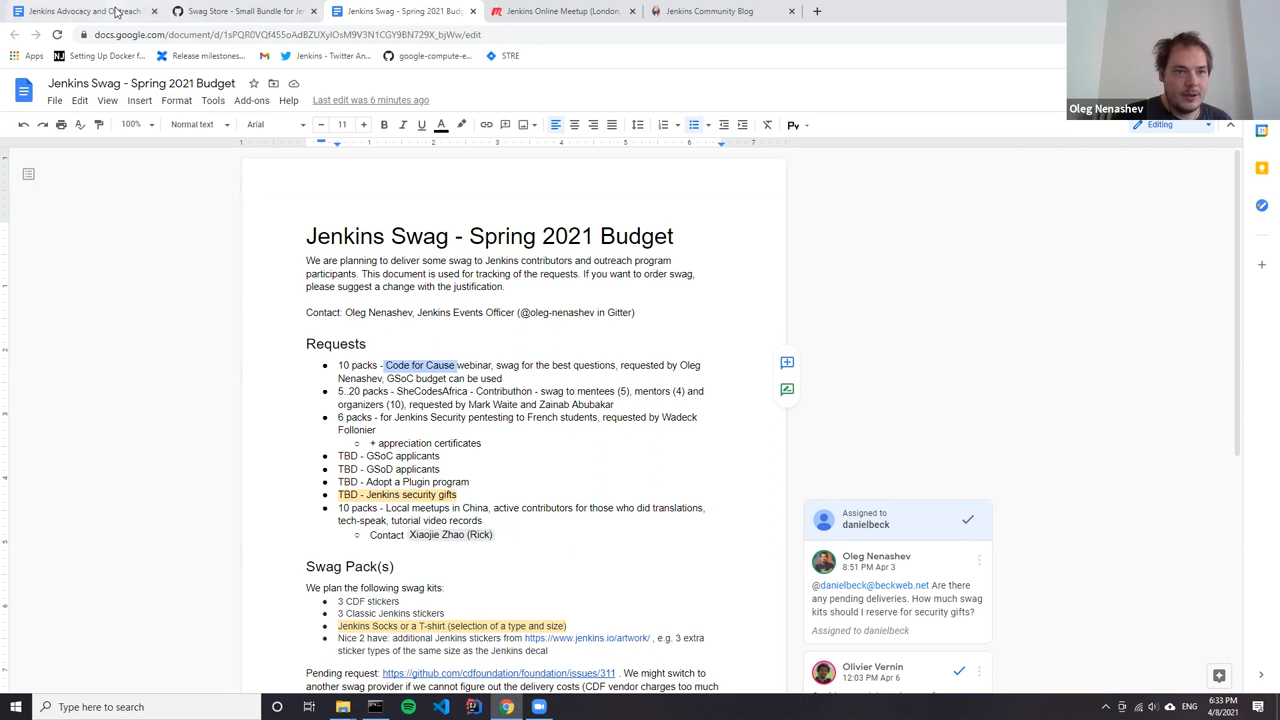 Jenkins Advocacy and Outreach
Swag Store - Small Bundle for Je
Jenkins Swag - Spring 2021 Budg
Jenkins Online Meetup (London,
Jenkins Community Blog
docs.google.com/document/d/1sPQR0VQf455oAdBZUXyIOsM9V3N1CGY9BN729X_bjWw/edit
Apps
Setting Up Docker f...
Release milestones...
Jenkins - Twitter An...
google-compute-e...
STRE
Oleg Nenashev
Jenkins Swag - Spring 2021 Budget
File Edit View Insert Format Tools Add-ons Help Last edit was 6 minutes ago
100% Normal text Arial 11 Editing
1 1 2 3 4 5 6 7
Jenkins Swag - Spring 2021 Budget
We are planning to deliver some swag to Jenkins contributors and outreach program
participants. This document is used for tracking of the requests. If you want to order swag,
please suggest a change with the justification.
Contact: Oleg Nenashev, Jenkins Events Officer (@oleg-nenashev in Gitter)
Requests
10 packs - Code for Cause webinar, swag for the best questions, requested by Oleg
Nenashev, GSoC budget can be used
5..20 packs - SheCodesAfrica - Contributhon - swag to mentees (5), mentors (4) and
organizers (10), requested by Mark Waite and Zainab Abubakar
6 packs - for Jenkins Security pentesting to French students, requested by Wadeck
Follonier
+ appreciation certificates
TBD - GSoC applicants
TBD - GSoD applicants
TBD - Adopt a Plugin program
TBD - Jenkins security gifts
10 packs - Local meetups in China, active contributors for those who did translations,
tech-speak, tutorial video records
Contact Xiaojie Zhao (Rick)
Swag Pack(s)
We plan the following swag kits:
3 CDF stickers
3 Classic Jenkins stickers
Jenkins Socks or a T-shirt (selection of a type and size)
Nice 2 have: additional Jenkins stickers from https://www.jenkins.io/artwork/ , e.g. 3 extra
sticker types of the same size as the Jenkins decal
Pending request: https://github.com/cdfoundation/foundation/issues/311 . We might switch to
another swag provider if we cannot figure out the delivery costs (CDF vendor charges too much
Assigned to
danielbeck
Oleg Nenashev
8:51 PM Apr 3
@danielbeck@beckweb.net Are there
any pending deliveries. How much swag
kits should I reserve for security gifts?
Assigned to danielbeck
Olivier Vernin
12:03 PM Apr 6
Type here to search
ENG
6:33 PM
4/8/2021